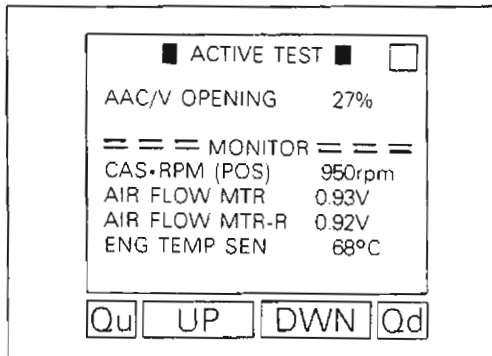 ■ ACTIVE TEST ■ □
AAC/V OPENING 27%
= = = MONITOR = = =
CAS•RPM (POS) 950rpm
AIR FLOW MTR 0.93V
AIR FLOW MTR-R 0.92V
ENG TEMP SEN 68°C
Qu UP DWN Qd